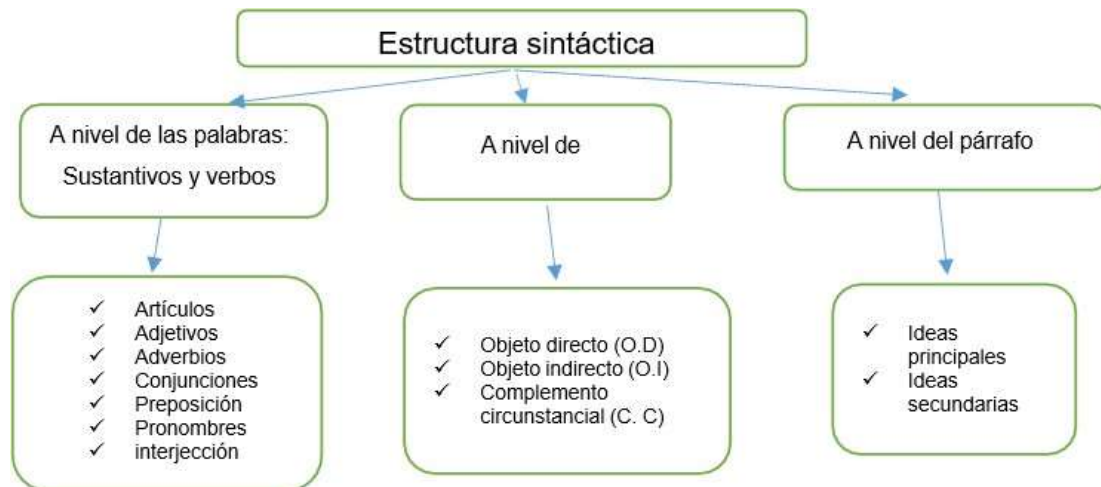 Estructura sintáctica
A nivel de las palabras:
Sustantivos y verbos
A nivel de
A nivel del párrafo
✓ Artículos
✓ Adjetivos
✓ Adverbios
✓ Conjunciones
✓ Preposición
✓ Pronombres
✓ interjección
✓ Objeto directo (O.D)
✓ Objeto indirecto (O.I)
✓ Complemento
circunstancial (C. C)
✓ Ideas
principales
✓ Ideas
secundarias